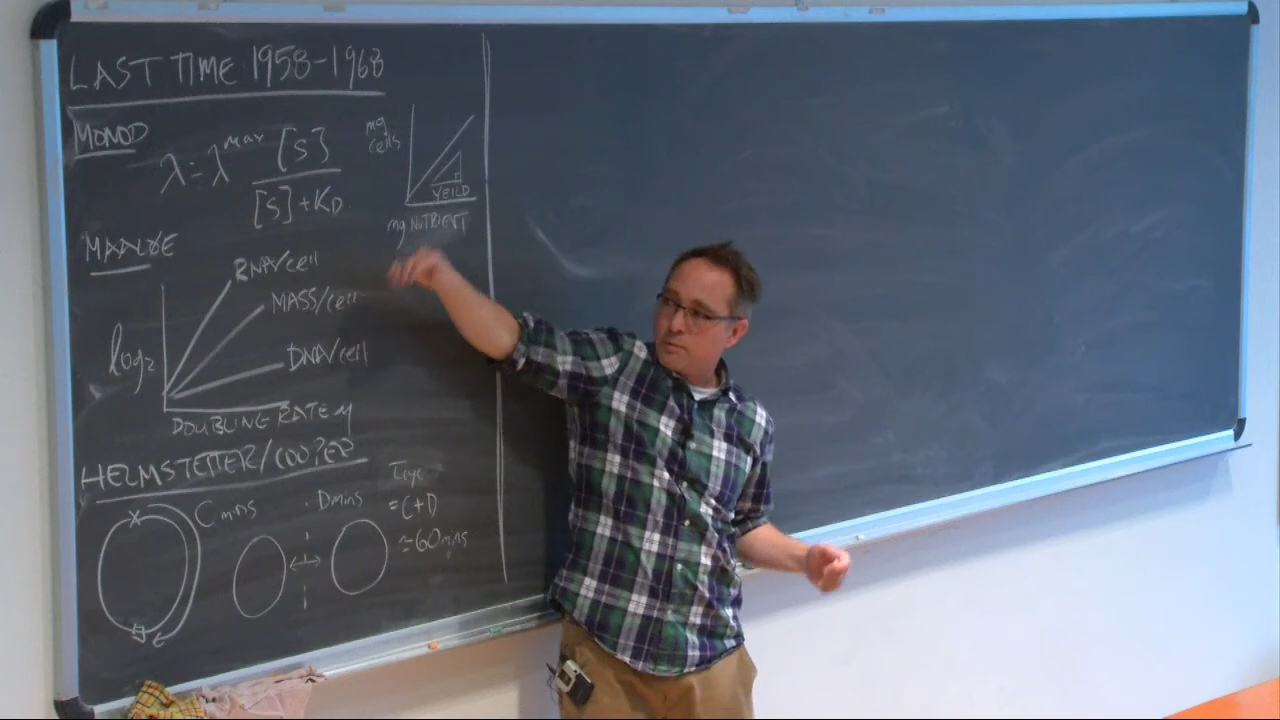 LAST TIME 1958-1968
MONOD
λ = λ^max [S] / [S] + K_D
mg cells
YEILD
mg NUTRIENT
MAALØE
RNA/cell
MASS/cell
DNA/cell
log₂
DOUBLING RATE μ
HELMSTETTER/COOPER
C mins
D mins
= C+D
≈60 mins